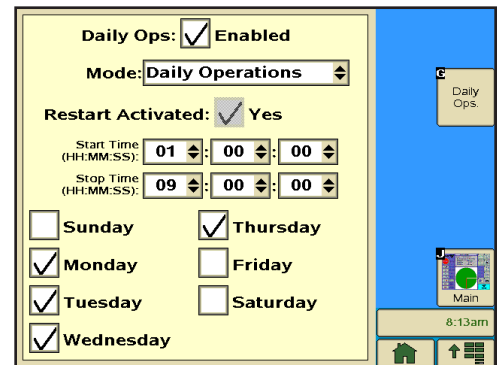 Daily Ops: Enabled
Mode: Daily Operations
Restart Activated: Yes
Start Time
(HH:MM:SS): 01 : 00 : 00
Stop Time
(HH:MM:SS): 09 : 00 : 00
Sunday
Thursday
Monday
Friday
Tuesday
Saturday
Wednesday
G
Daily
Ops.
J
Main
8:13am